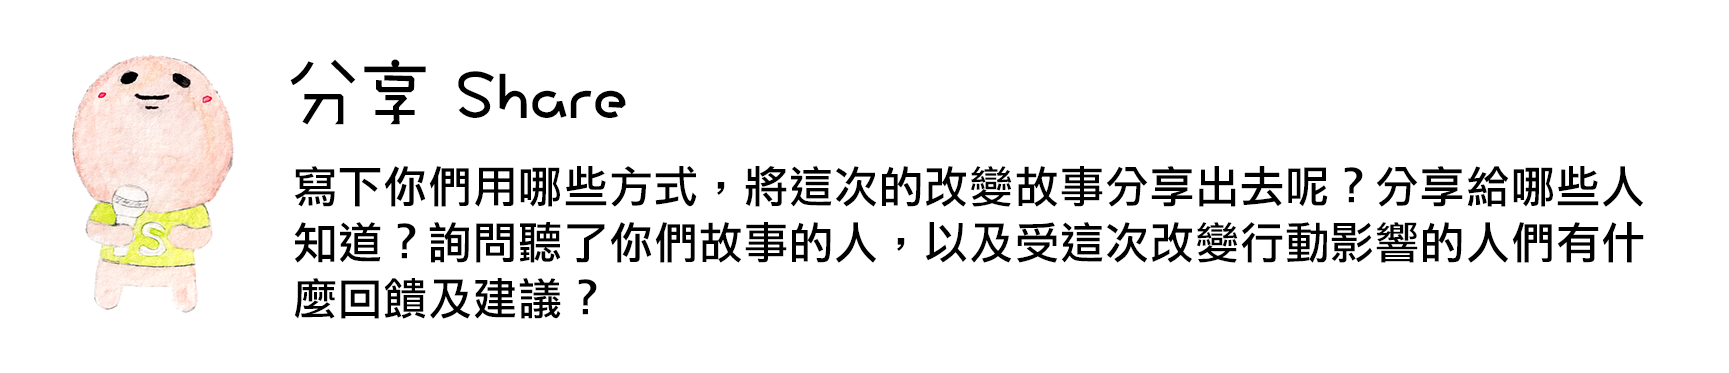 分享 Share
寫下你們用哪些方式，將這次的改變故事分享出去呢？分享給哪些人
知道？詢問聽了你們故事的人，以及受這次改變行動影響的人們有什
麼回饋及建議？
S